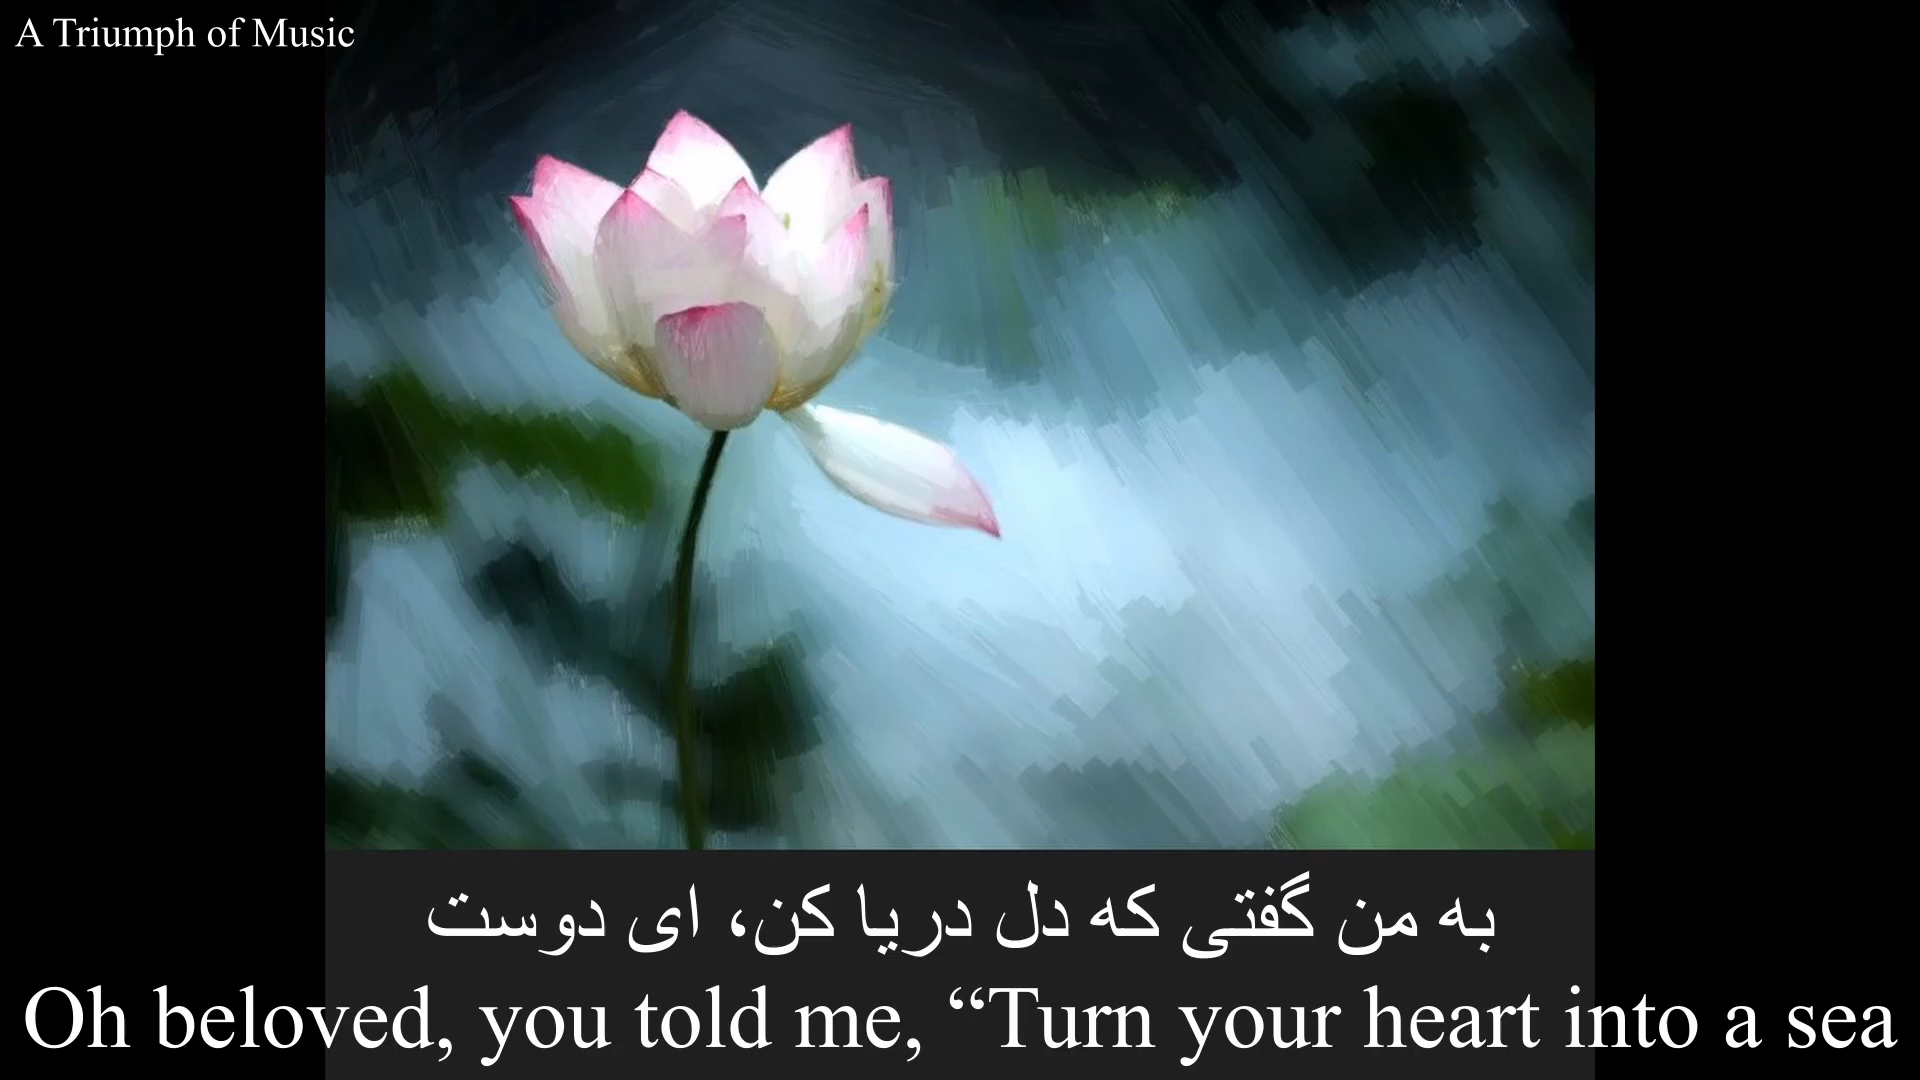 A Triumph of Music
به من گفتی که دل دریا کن، ای دوست
Oh beloved, you told me, “Turn your heart into a sea